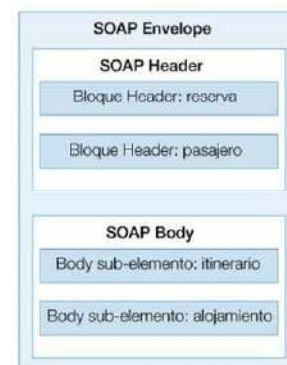 SOAP Envelope
SOAP Header
Bloque Header: reserva
Bloque Header: pasajero
SOAP Body
Body sub-elemento: itinerario
Body sub-elemento: alojamiento